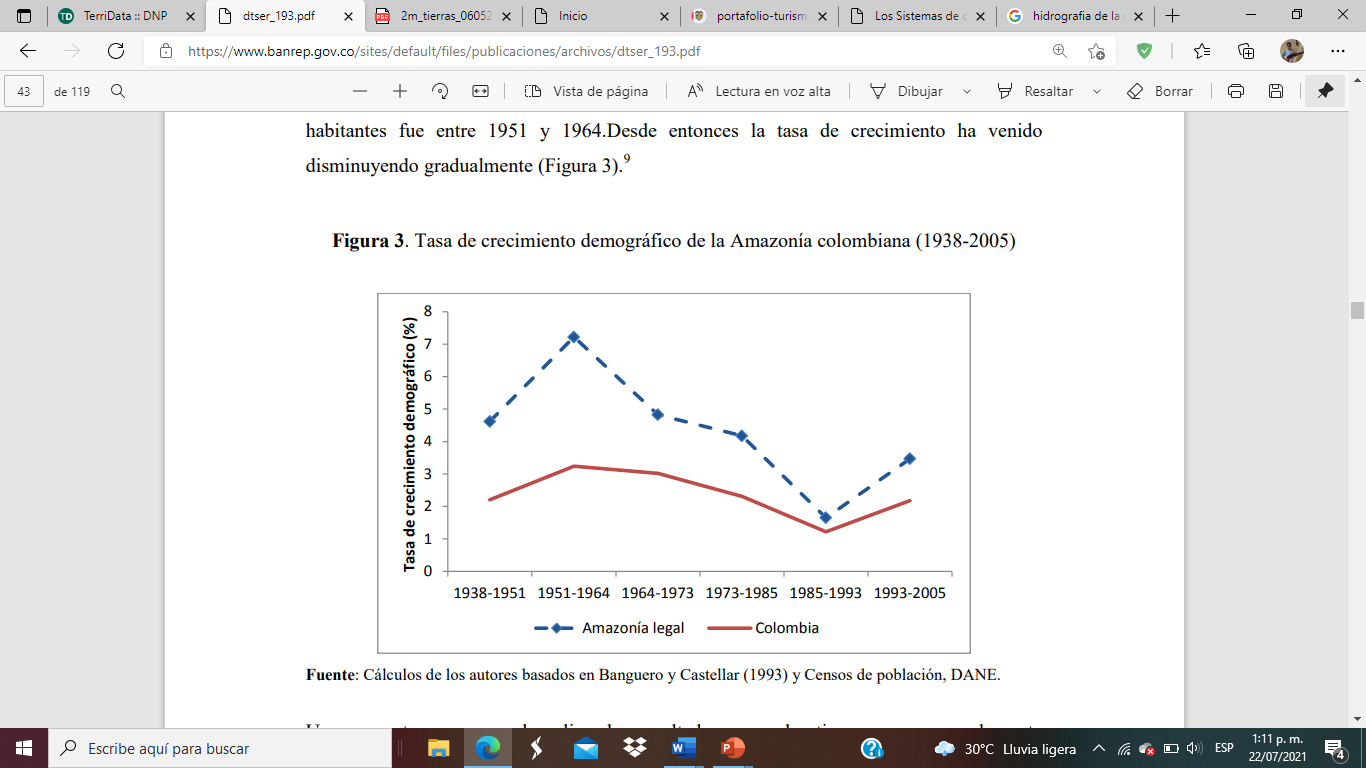 TerriData :: DNP
dtser_193.pdf
2m_tierras_06052
Inicio
portafolio-turism
Los Sistemas de
hidrografia de la
https://www.banrep.gov.co/sites/default/files/publicaciones/archivos/dtser_193.pdf
43 de 119
Vista de página
Lectura en voz alta
Dibujar
Resaltar
Borrar
habitantes fue entre 1951 y 1964.Desde entonces la tasa de crecimiento ha venido
disminuyendo gradualmente (Figura 3).9
Figura 3. Tasa de crecimiento demográfico de la Amazonía colombiana (1938-2005)
Tasa de crecimiento demográfico (%)
8
7
6
5
4
3
2
1
0
1938-1951 1951-1964 1964-1973 1973-1985 1985-1993 1993-2005
Amazonía legal Colombia
Fuente: Cálculos de los autores basados en Banguero y Castellar (1993) y Censos de población, DANE.
Escribe aquí para buscar
30°C Lluvia ligera
ESP
1:11 p. m.
22/07/2021
4